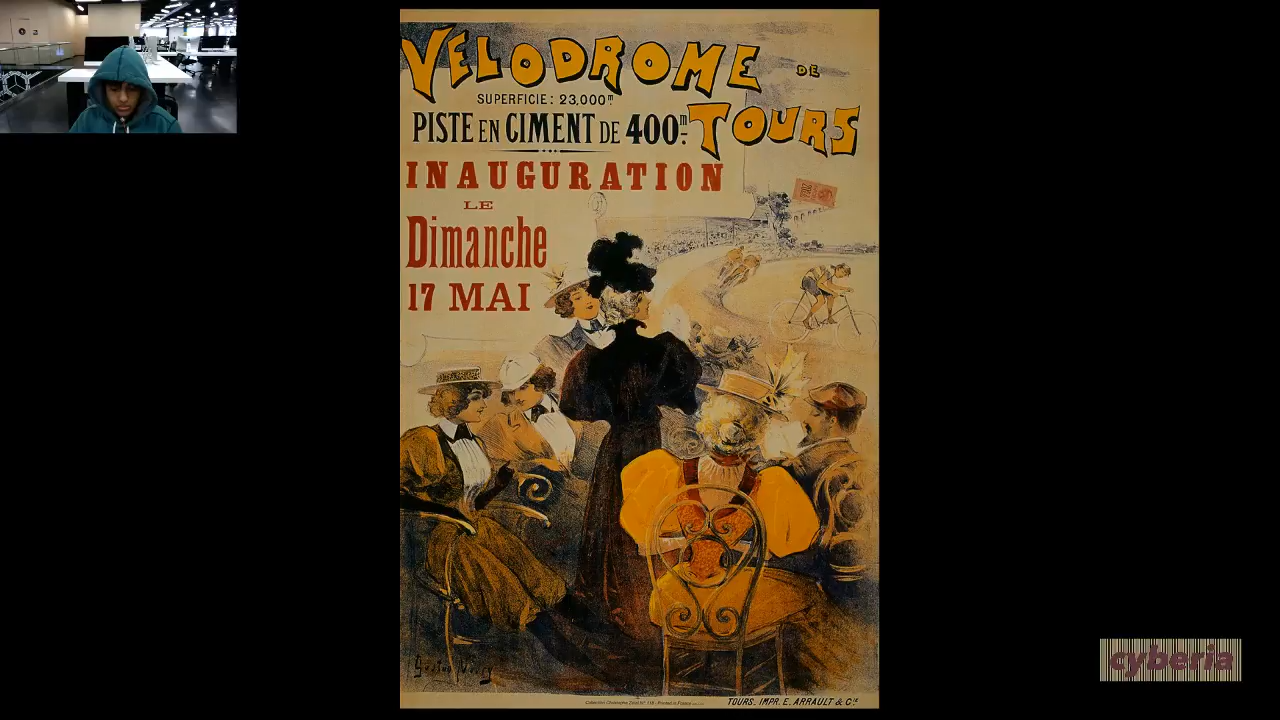 VELODROME DE
SUPERFICIE: 23,000m
PISTE EN CIMENT DE 400m
TOURS
INAUGURATION
LE
Dimanche
17 MAI
TOURS. IMPR. E. ARRAULT & Cie
cyberia